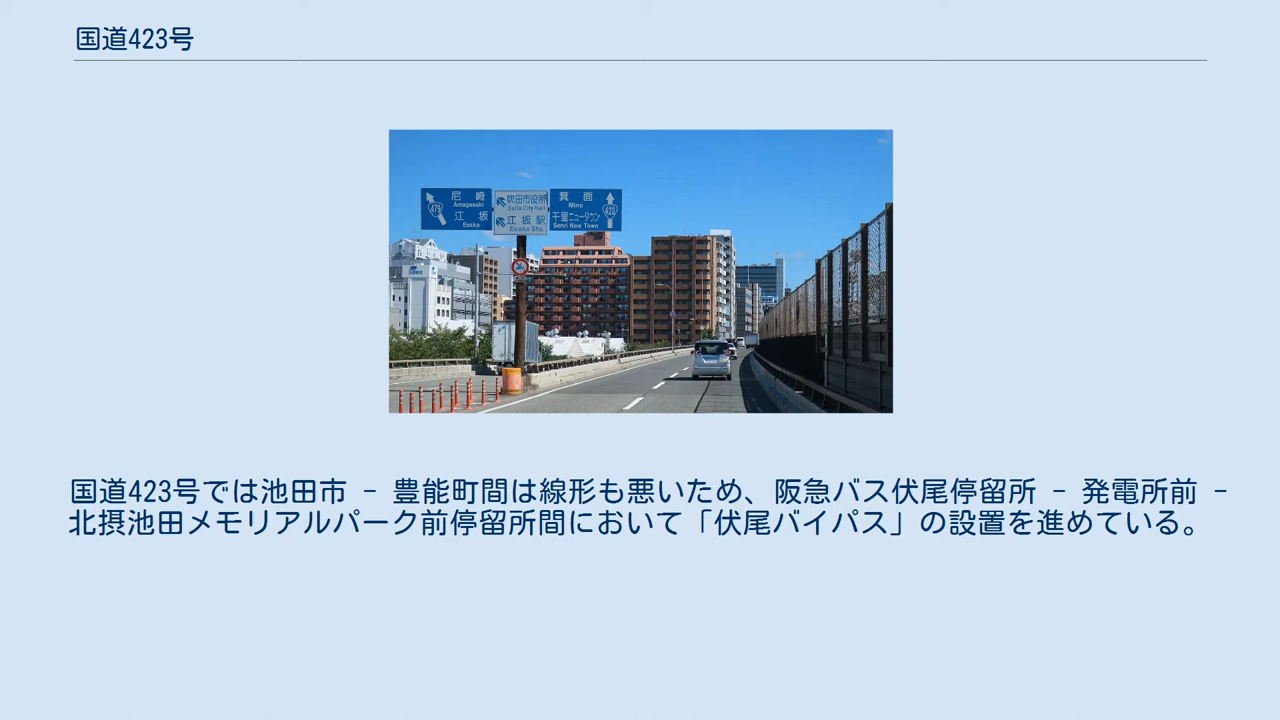 国道423号
尼崎
Amagasaki
江坂
Esaka
479
吹田市役所
Suita City Hall
江坂駅
Esaka Sta.
箕面
Mino
千里ニュータウン
Senri New Town
423
国道423号では池田市 - 豊能町間は線形も悪いため、阪急バス伏尾停留所 - 発電所前 -
北摂池田メモリアルパーク前停留所間において「伏尾バイパス」の設置を進めている。